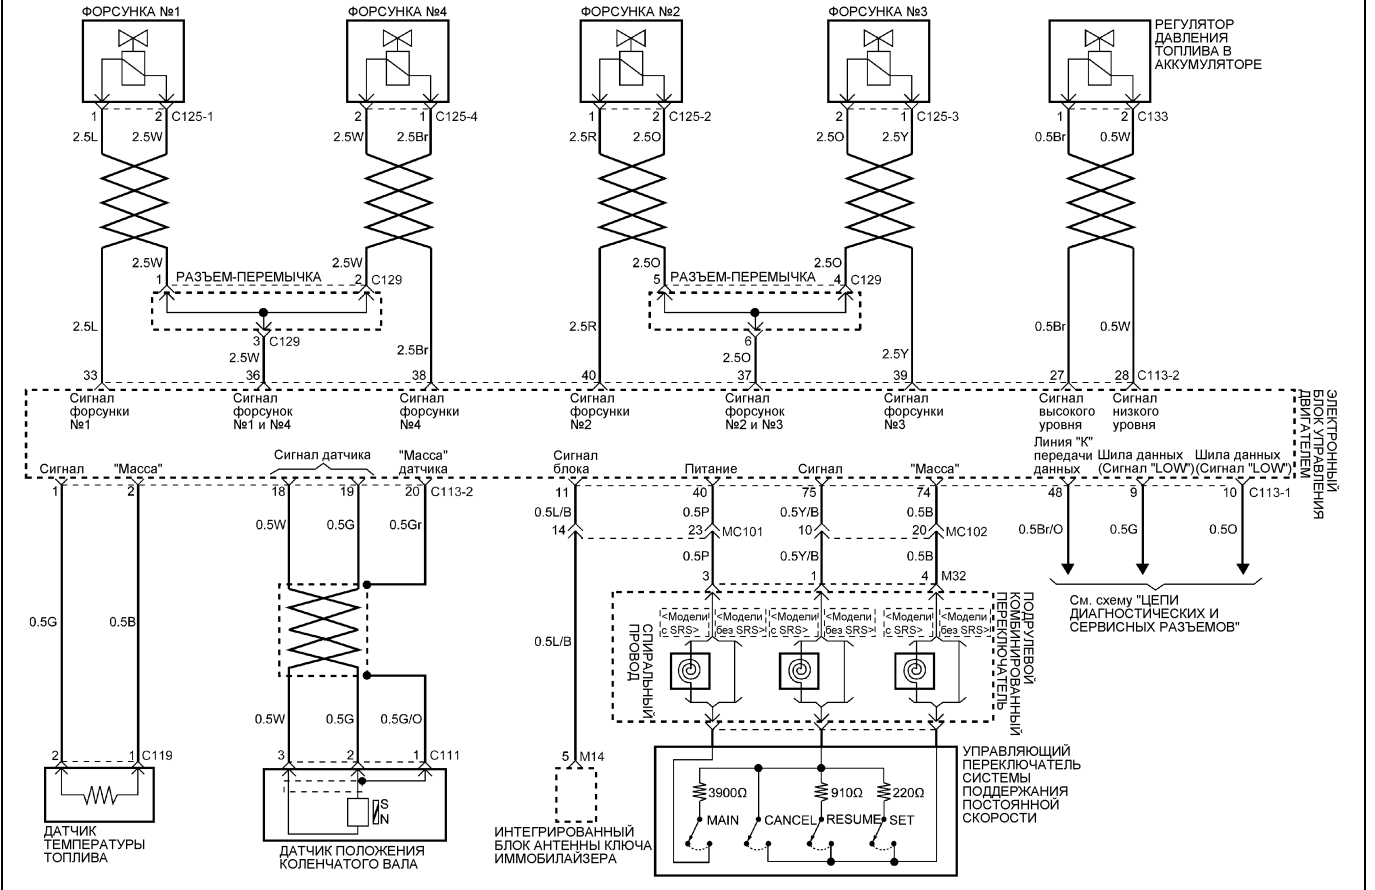 ФОРСУНКА №1
ФОРСУНКА №4
ФОРСУНКА №2
ФОРСУНКА №3
РЕГУЛЯТОР
ДАВЛЕНИЯ
ТОПЛИВА В
АККУМУЛЯТОРЕ
1 2 C125-1
2 1 C125-4
1 2 C125-2
2 1 C125-3
1 2 C133
2.5L 2.5W
2.5W 2.5Br
2.5R 2.5O
2.5O 2.5Y
0.5Br 0.5W
2.5W
2.5W
2.5O
2.5O
1 РАЗЪЕМ-ПЕРЕМЫЧКА 2 C129
5 РАЗЪЕМ-ПЕРЕМЫЧКА 4 C129
2.5L
2.5R
0.5Br
0.5W
3 C129
6
2.5W
2.5Br
2.5O
2.5Y
33
36
38
40
37
39
27
28 C113-2
Сигнал
форсунки
№1
Сигнал
форсунок
№1 и №4
Сигнал
форсунки
№4
Сигнал
форсунки
№2
Сигнал
форсунок
№2 и №3
Сигнал
форсунки
№3
Сигнал
высокого
уровня
Сигнал
низкого
уровня
ЭЛЕКТРОННЫЙ
БЛОК УПРАВЛЕНИЯ
ДВИГАТЕЛЕМ
Сигнал
"Масса"
Сигнал датчика
"Масса"
датчика
Сигнал
блока
Питание
Сигнал
"Масса"
Линия "К"
передачи
данных
Шила данных
(Сигнал "LOW")
Шила данных
(Сигнал "LOW")
1
2
18
19
20 C113-2
11
40
75
74
48
9
10 C113-1
0.5W
0.5G
0.5Gr
0.5L/B
0.5P
0.5Y/B
0.5B
0.5Br/O
0.5G
0.5O
14
23 MC101
10
20 MC102
0.5P
0.5Y/B
0.5B
3
1
4 M32
См. схему "ЦЕПИ
ДИАГНОСТИЧЕСКИХ И
СЕРВИСНЫХ РАЗЪЕМОВ"
0.5G
0.5B
0.5L/B
<Модели
с SRS>
<Модели
без SRS>
<Модели
с SRS>
<Модели
без SRS>
<Модели
с SRS>
<Модели
без SRS>
СПИРАЛЬНЫЙ
ПРОВОД
ПОДРУЛЕВОЙ
КОМБИНИРОВАННЫЙ
ПЕРЕКЛЮЧАТЕЛЬ
0.5W
0.5G
0.5G/O
2 1 C119
3 2 1 C111
5 M14
S
N
ДАТЧИК
ТЕМПЕРАТУРЫ
ТОПЛИВА
ДАТЧИК ПОЛОЖЕНИЯ
КОЛЕНЧАТОГО ВАЛА
ИНТЕГРИРОВАННЫЙ
БЛОК АНТЕННЫ КЛЮЧА
ИММОБИЛАЙЗЕРА
УПРАВЛЯЮЩИЙ
ПЕРЕКЛЮЧАТЕЛЬ
СИСТЕМЫ
ПОДДЕРЖАНИЯ
ПОСТОЯННОЙ
СКОРОСТИ
3900Ω
910Ω
220Ω
MAIN
CANCEL
RESUME
SET